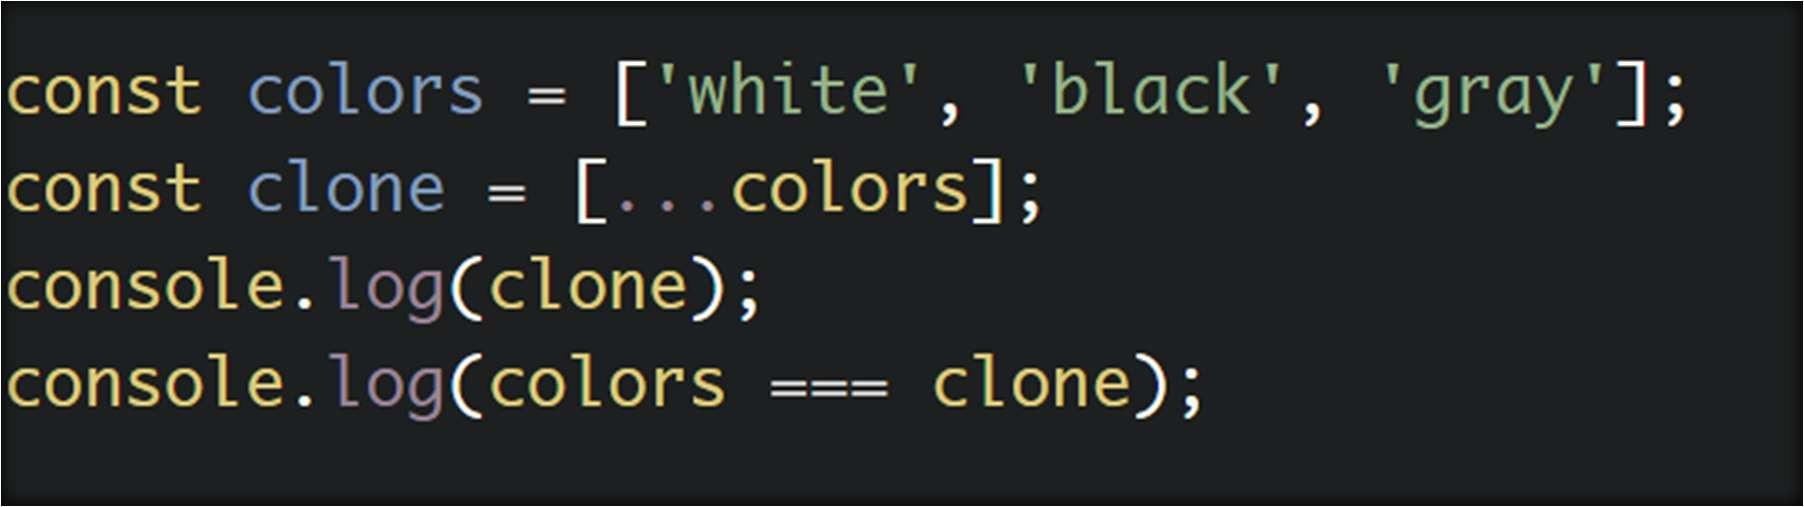 const colors = ['white', 'black', 'gray'];
const clone = [...colors];
console.log(clone);
console.log(colors === clone);